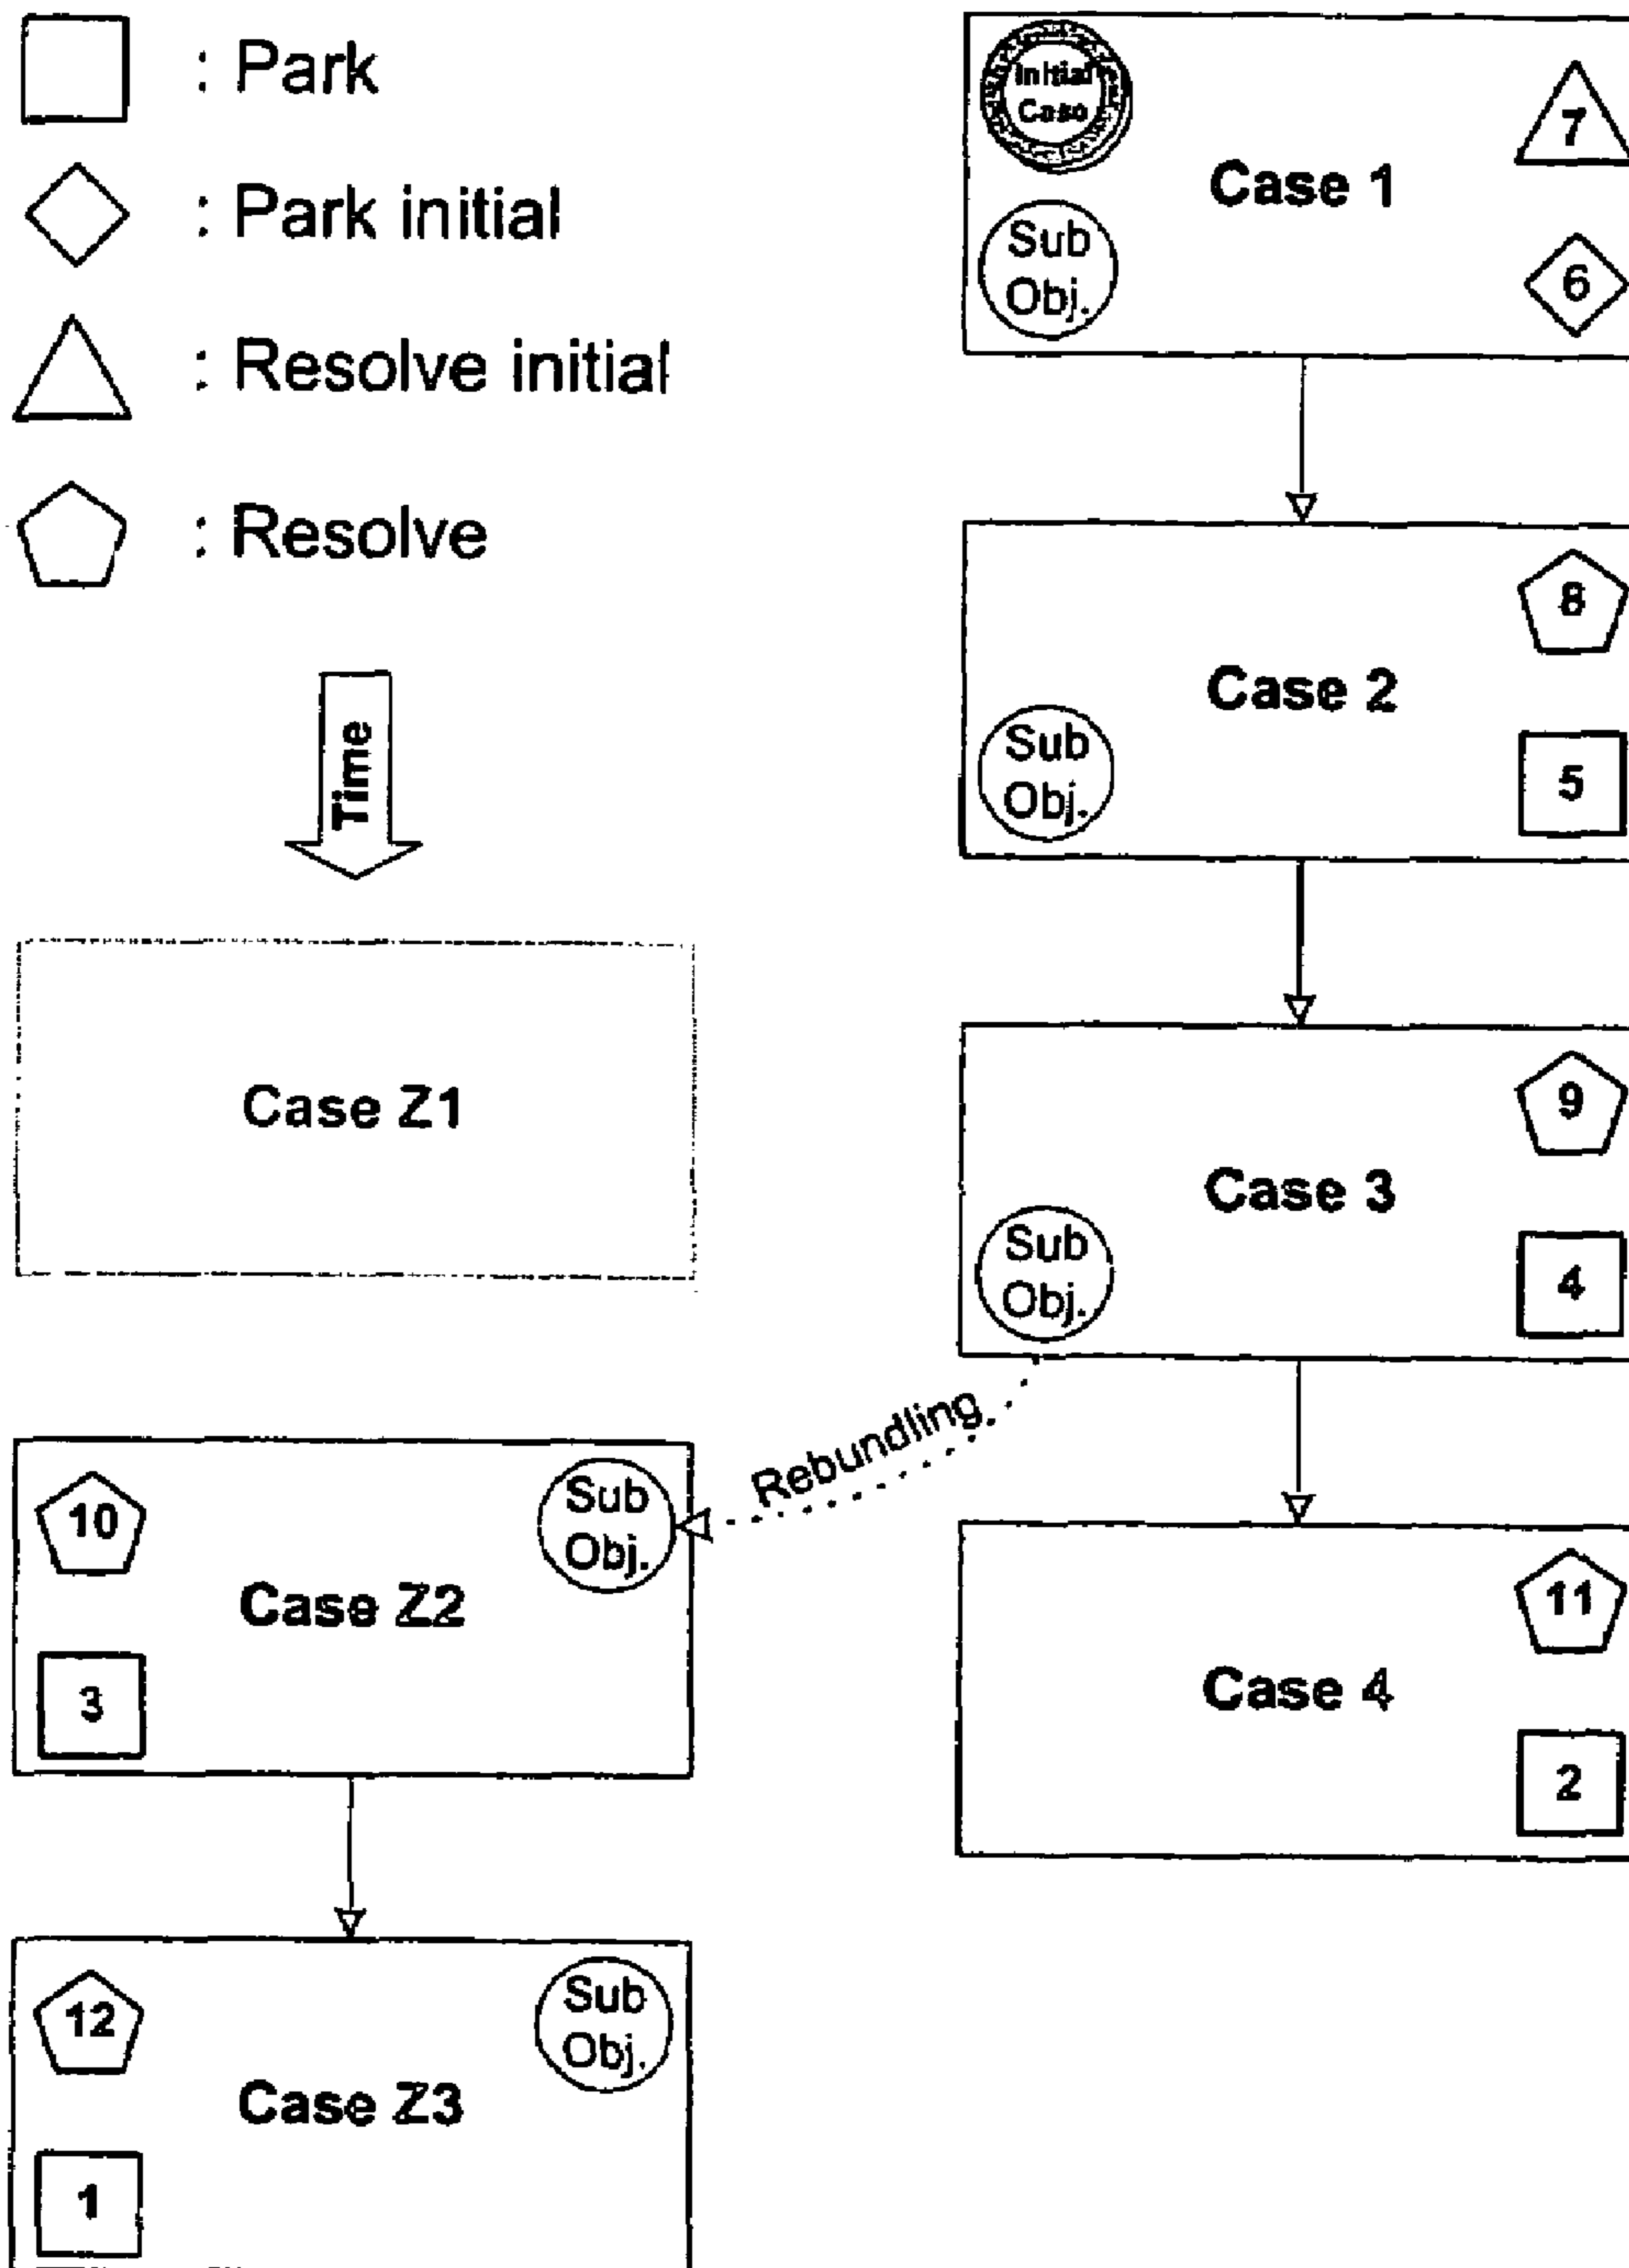 : Park
: Park initial
: Resolve initial
: Resolve
Time
Initial
Case
Case 1
7
Sub
Obj.
6
8
Case 2
Sub
Obj.
5
Case Z1
9
Case 3
Sub
Obj.
4
Rebundling
10
Sub
Obj.
Case Z2
3
11
Case 4
2
12
Sub
Obj.
Case Z3
1